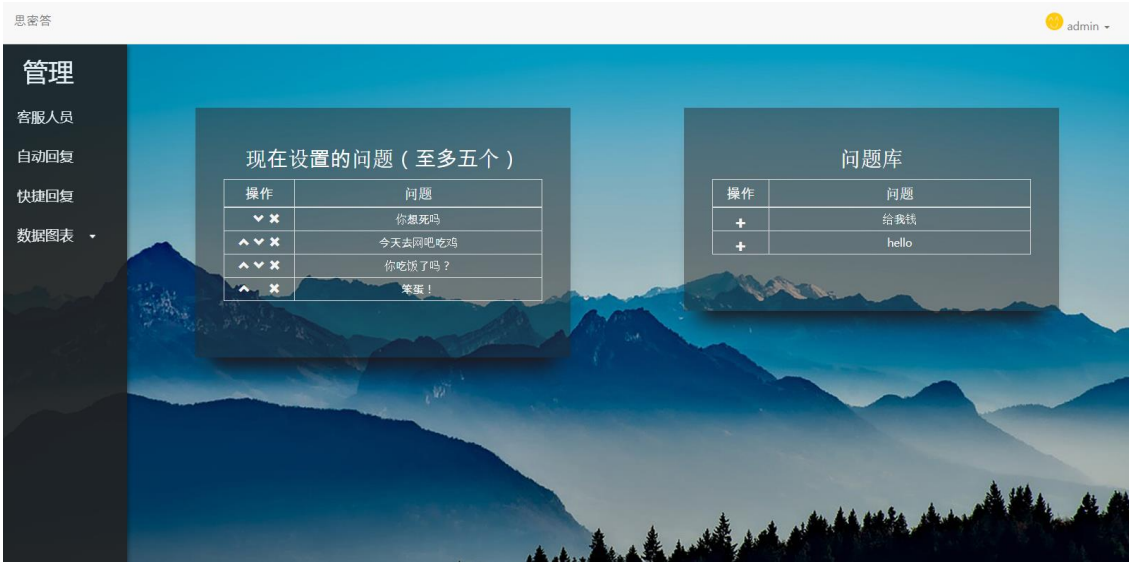 思密答
admin
管理
客服人员
自动回复
快捷回复
数据图表
现在设置的问题（至多五个）
操作 问题
你想死吗
今天去网吧吃鸡
你吃饭了吗？
笨蛋！
问题库
操作 问题
给我钱
hello